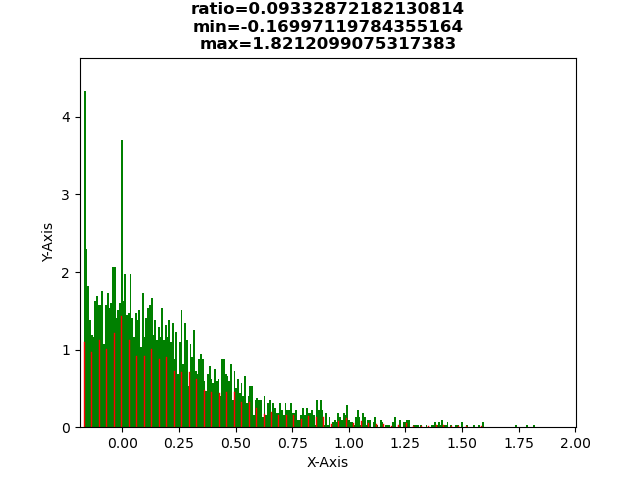 ratio=0.09332872182130814
min=-0.16997119784355164
max=1.8212099075317383
4
3
2
1
0
Y-Axis
0.00 0.25 0.50 0.75 1.00 1.25 1.50 1.75 2.00
X-Axis